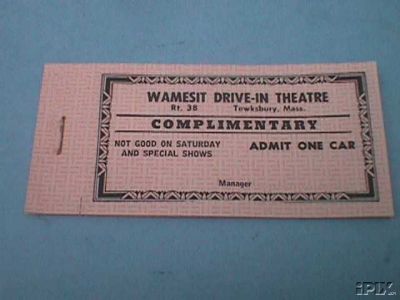 WAMESIT DRIVE-IN THEATRE
Rt. 38 Tewksbury, Mass.
COMPLIMENTARY
NOT GOOD ON SATURDAY
AND SPECIAL SHOWS
ADMIT ONE CAR
Manager
iPIX